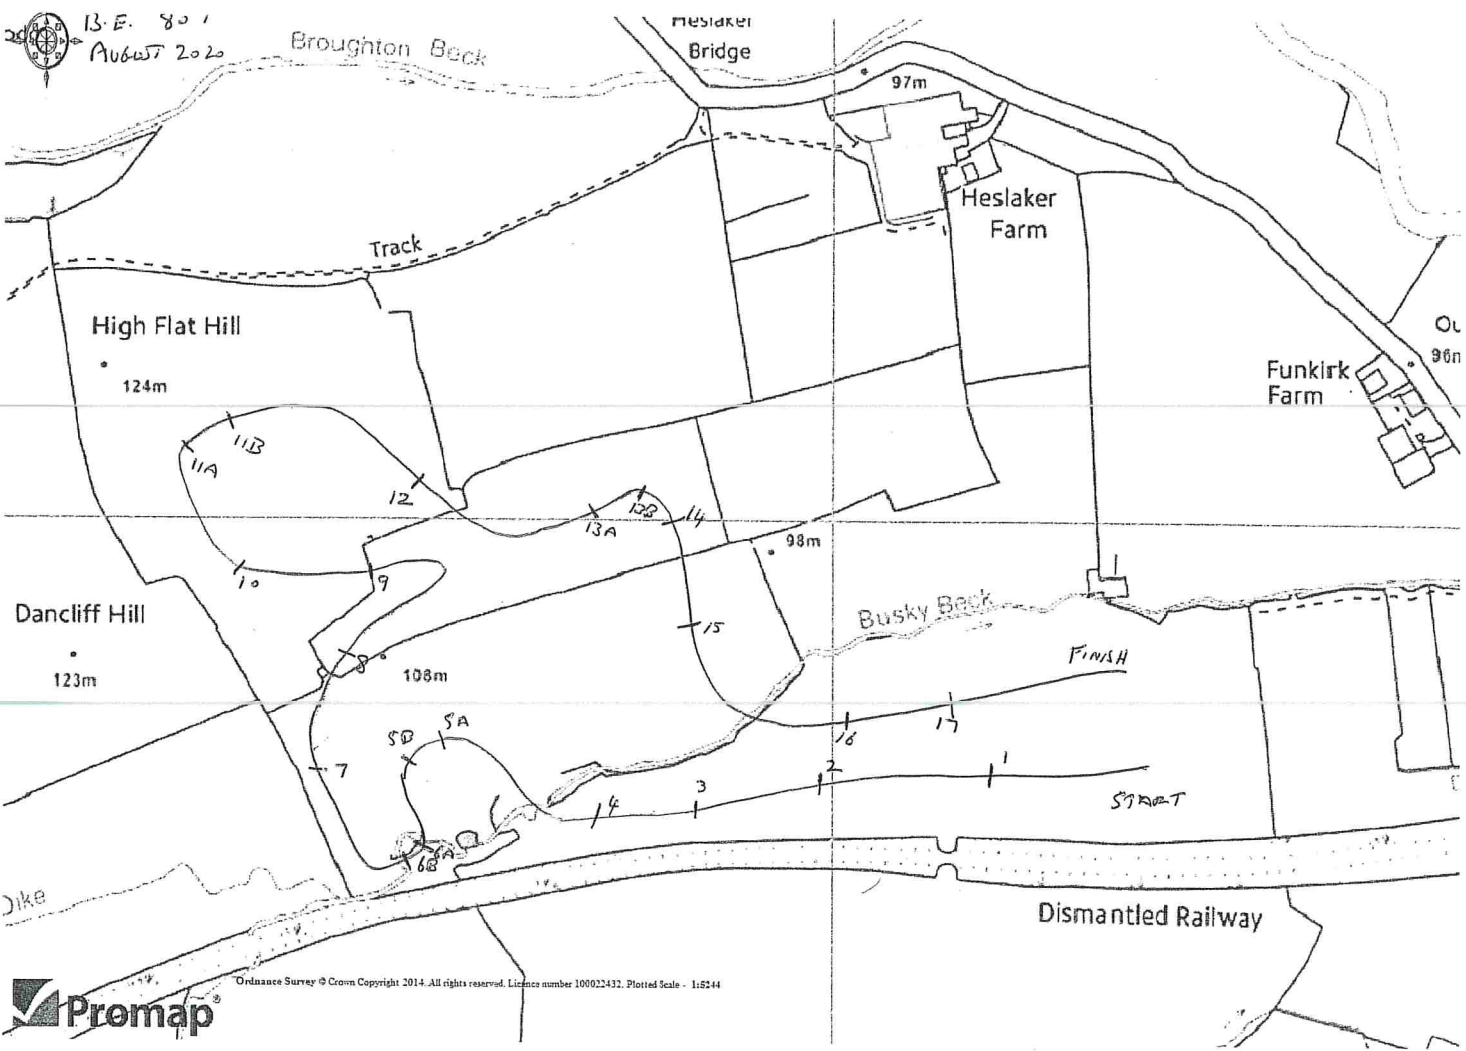 B.E. 80
AUGUST 2020
Broughton Beck
Heslaker
Bridge
97m
Heslaker
Farm
Track
High Flat Hill
124m
Funkirk
Farm
96m
11B
11A
12
13A
13B
14
98m
10
9
Dancliff Hill
123m
Busky Beck
15
8
108m
FINISH
5B
5A
16
17
7
1
2
3
4
START
6A
6B
Dike
Dismantled Railway
Ordnance Survey © Crown Copyright 2014. All rights reserved. Licence number 100022432. Plotted Scale - 1:5244
Promap®